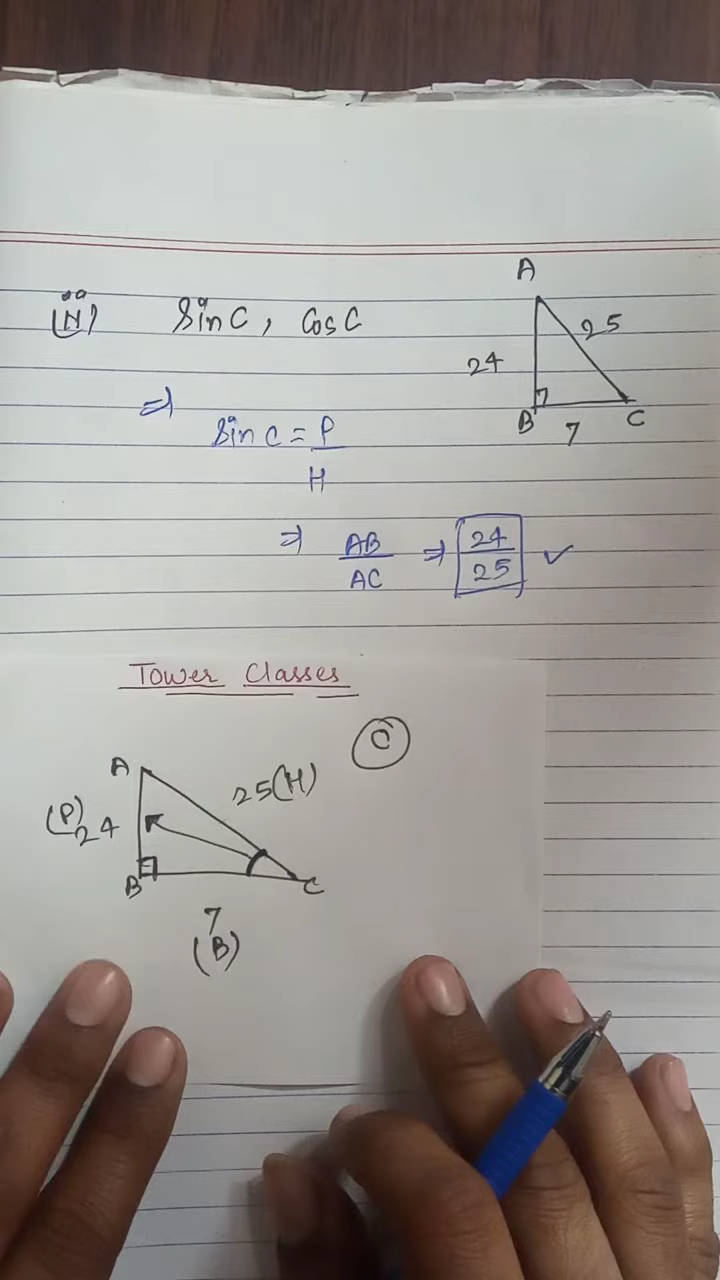 (ii) Sin C, Cos C
A
25
24
B
7
C
⇒ Sin C = P
H
⇒ AB ⇒ 24 ✓
AC 25
Tower Classes
C
A
25(H)
(P)
24
B
C
7
(B)